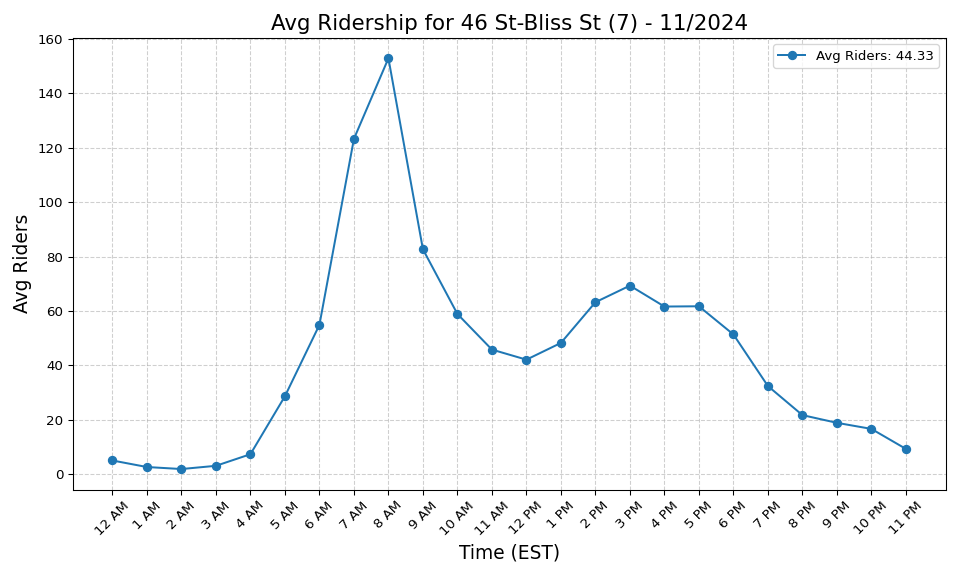 Avg Ridership for 46 St-Bliss St (7) - 11/2024
Avg Riders: 44.33
Avg Riders
160
140
120
100
80
60
40
20
0
12 AM
1 AM
2 AM
3 AM
4 AM
5 AM
6 AM
7 AM
8 AM
9 AM
10 AM
11 AM
12 PM
1 PM
2 PM
3 PM
4 PM
5 PM
6 PM
7 PM
8 PM
9 PM
10 PM
11 PM
Time (EST)